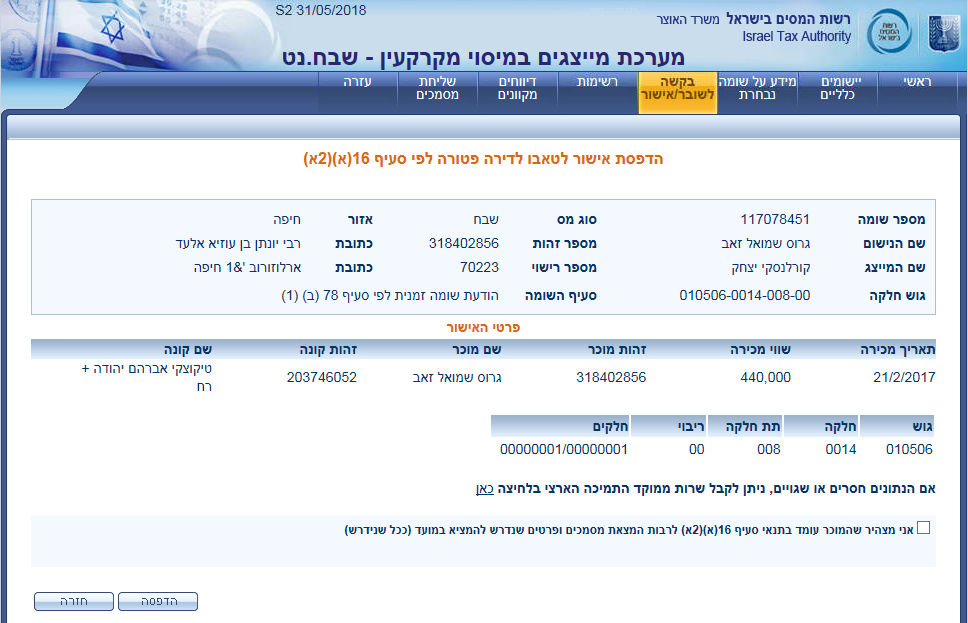 S2 31/05/2018
רשות המסים בישראל משרד האוצר
Israel Tax Authority
רשות המסים בישראל
מערכת מייצגים במיסוי מקרקעין - שבח.נט
ראשי יישומים כלליים מידע על שומה נבחרת בקשה לשובר/אישור רשימות דיווחים מקוונים שליחת מסמכים עזרה
הדפסת אישור לטאבו לדירה פטורה לפי סעיף 16(א)(2א)
מספר שומה 117078451 סוג מס שבח אזור חיפה
שם הנישום גרוס שמואל זאב מספר זהות 318402856 כתובת רבי יונתן בן עוזיא אלעד
שם המייצג קורלנסקי יצחק מספר רישוי 70223 כתובת ארלוזורוב '&1 חיפה
גוש חלקה 010506-0014-008-00 סעיף השומה הודעת שומה זמנית לפי סעיף 78 (ב) (1)
פרטי האישור
תאריך מכירה שווי מכירה זהות מוכר שם מוכר זהות קונה שם קונה
21/2/2017 440,000 318402856 גרוס שמואל זאב 203746052 טיקוצקי אברהם יהודה +
רח
גוש חלקה תת חלקה ריבוי חלקים
010506 0014 008 00 00000001/00000001
אם הנתונים חסרים או שגויים, ניתן לקבל שרות ממוקד התמיכה הארצי בלחיצה כאן
אני מצהיר שהמוכר עומד בתנאי סעיף 16(א)(2א) לרבות המצאת מסמכים ופרטים שנדרש להמציא במועד (ככל שנידרש)
הדפסה חזרה